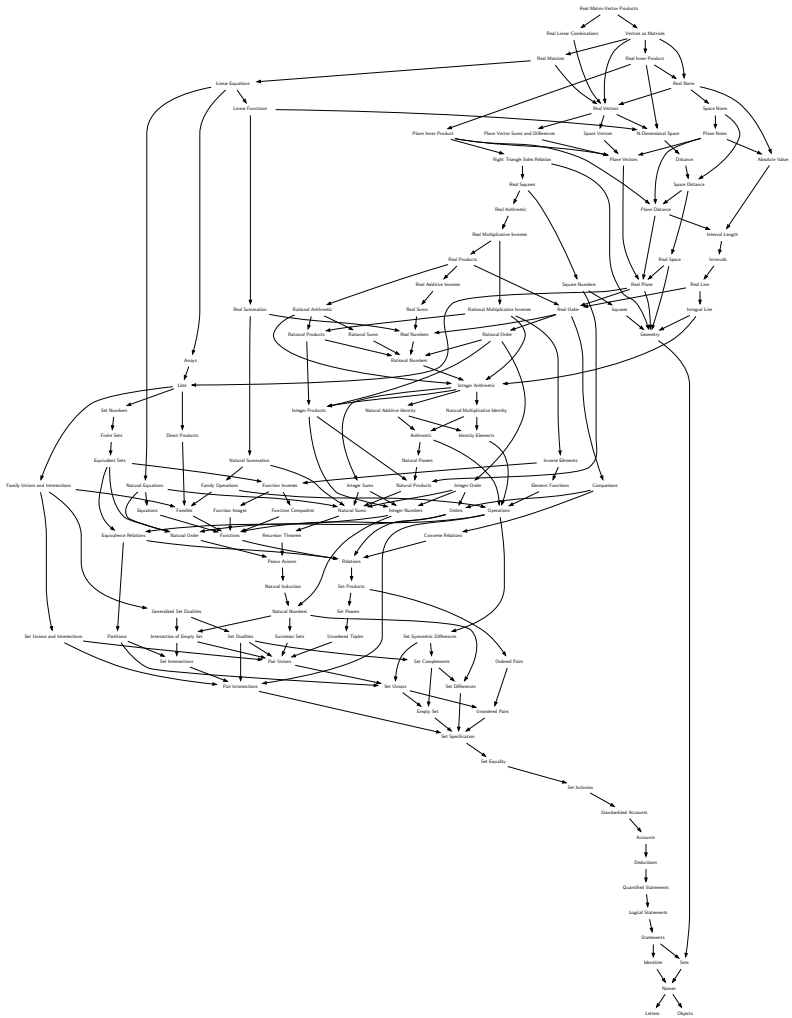 Real Matrix-Vector Products
Real Linear Combinations
Vectors as Matrices
Real Matrices
Real Inner Product
Linear Equations
Real Norm
Linear Functions
Real Vectors
Space Norm
Plane Inner Product
Plane Vector Sums and Differences
Space Vectors
N-Dimensional Space
Plane Norm
Right Triangle Sides Relation
Plane Vectors
Distance
Absolute Value
Real Squares
Space Distance
Real Arithmetic
Plane Distance
Real Multiplicative Inverses
Interval Length
Real Products
Real Space
Intervals
Real Additive Inverses
Square Numbers
Real Plane
Real Line
Real Summation
Rational Arithmetic
Real Sums
Rational Multiplicative Inverses
Real Order
Squares
Integral Line
Rational Products
Rational Sums
Real Numbers
Rational Order
Geometry
Arrays
Rational Numbers
Lists
Integer Arithmetic
Set Numbers
Integer Products
Natural Additive Identity
Natural Multiplicative Identity
Finite Sets
Direct Products
Arithmetic
Identity Elements
Equivalent Sets
Natural Summation
Natural Powers
Inverse Elements
Family Unions and Intersections
Natural Equations
Family Operations
Function Inverses
Integer Sums
Natural Products
Integer Order
Element Functions
Comparisons
Equations
Families
Function Images
Function Composites
Natural Sums
Integer Numbers
Orders
Operations
Equivalence Relations
Natural Order
Functions
Recursion Theorem
Converse Relations
Peano Axioms
Relations
Natural Induction
Set Products
Generalized Set Dualities
Natural Numbers
Set Powers
Set Unions and Intersections
Partitions
Intersection of Empty Set
Set Dualities
Successor Sets
Unordered Triples
Set Symmetric Differences
Set Intersections
Pair Unions
Set Complements
Ordered Pairs
Pair Intersections
Set Unions
Set Differences
Empty Set
Unordered Pairs
Set Specification
Set Equality
Set Inclusion
Standardized Accounts
Accounts
Deductions
Quantified Statements
Logical Statements
Statements
Identities
Sets
Names
Letters
Objects